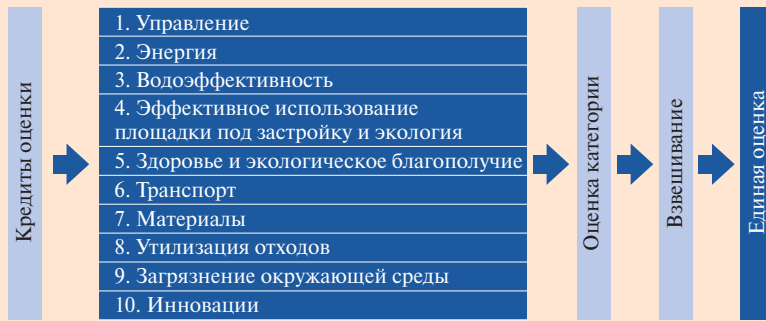 Кредиты оценки
1. Управление
2. Энергия
3. Водоэффективность
4. Эффективное использование
площадки под застройку и экология
5. Здоровье и экологическое благополучие
6. Транспорт
7. Материалы
8. Утилизация отходов
9. Загрязнение окружающей среды
10. Инновации
Оценка категории
Взвешивание
Единая оценка